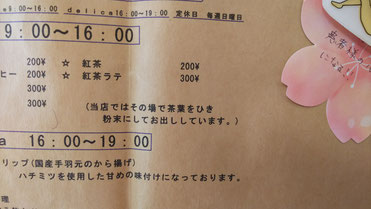 9:00~16:00 delica16:00~19:00 定休日 毎週日曜日
9:00~16:00
200¥ ☆ 紅茶 200¥
ヒー 200¥ ☆ 紅茶ラテ 300¥
300¥
300¥ (当店ではその場で茶葉をひき
粉末にしてお出ししています。)
a 16:00~19:00
リップ(国産手羽元のから揚げ)
ハチミツを使用した甘めの味付けになっております。
理